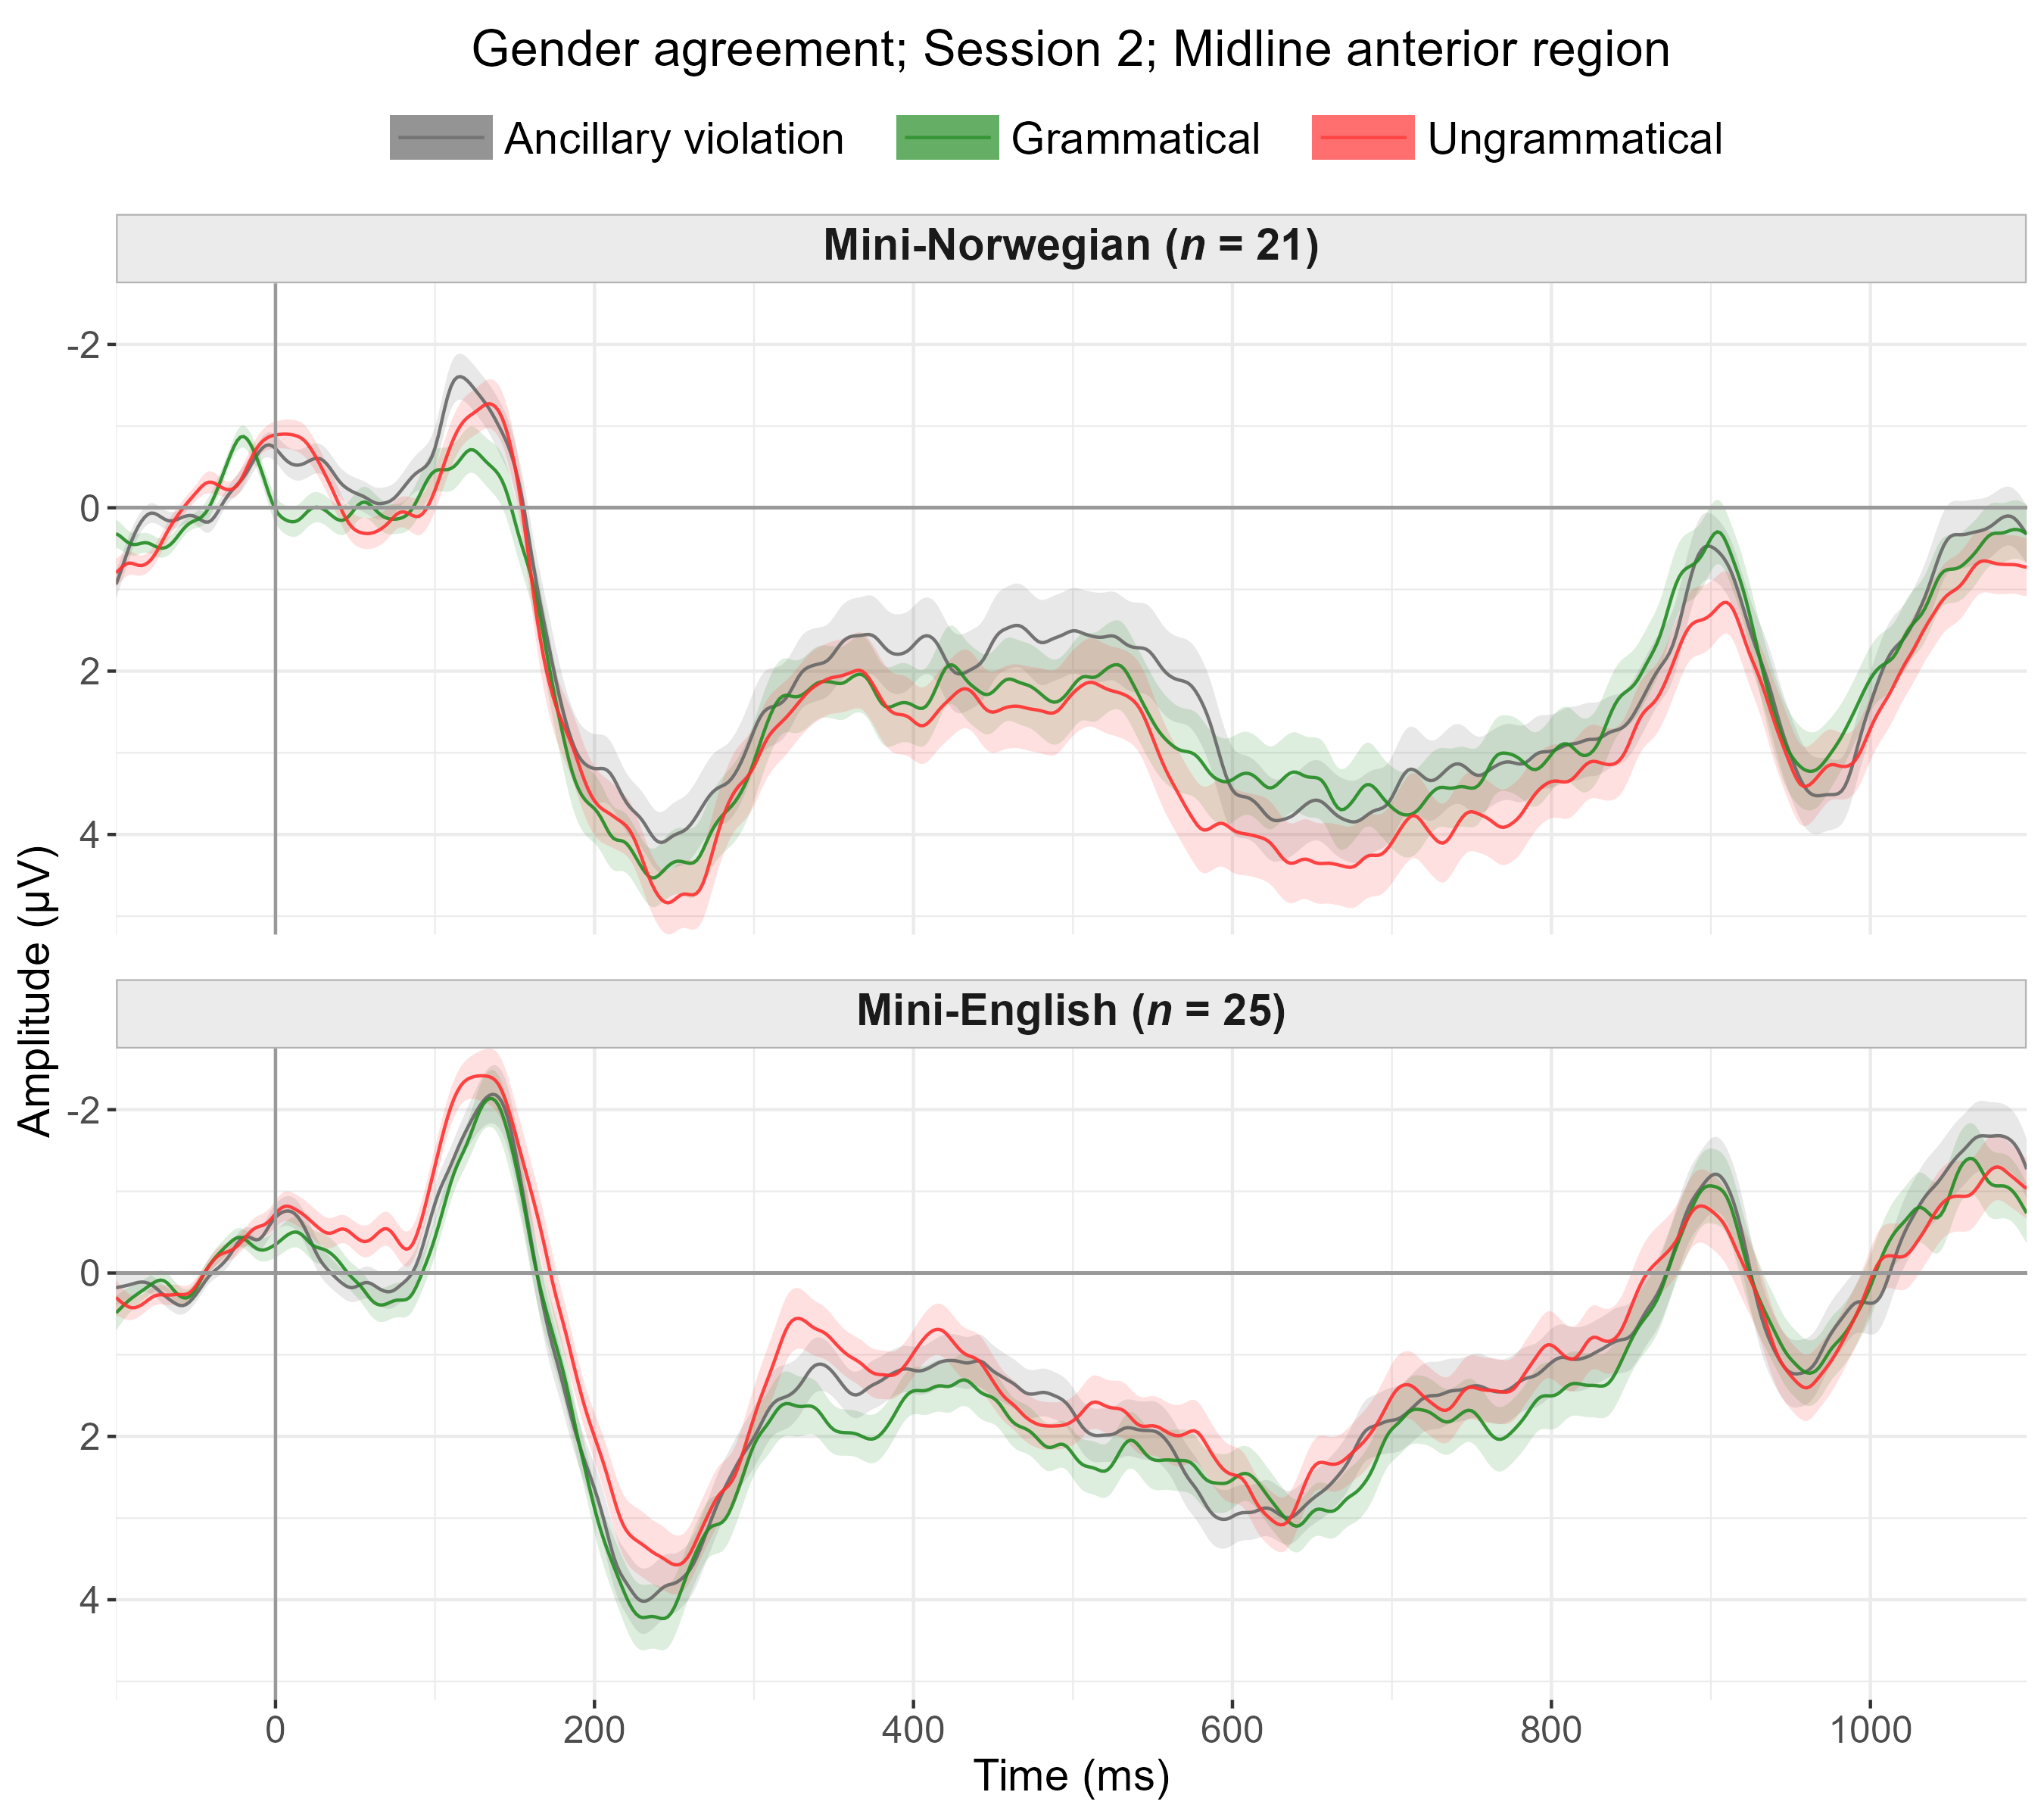 Gender agreement; Session 2; Midline anterior region
Ancillary violation Grammatical Ungrammatical
Mini-Norwegian (n = 21)
-2
0
2
4
Amplitude (µV)
Mini-English (n = 25)
-2
0
2
4
0 200 400 600 800 1000
Time (ms)